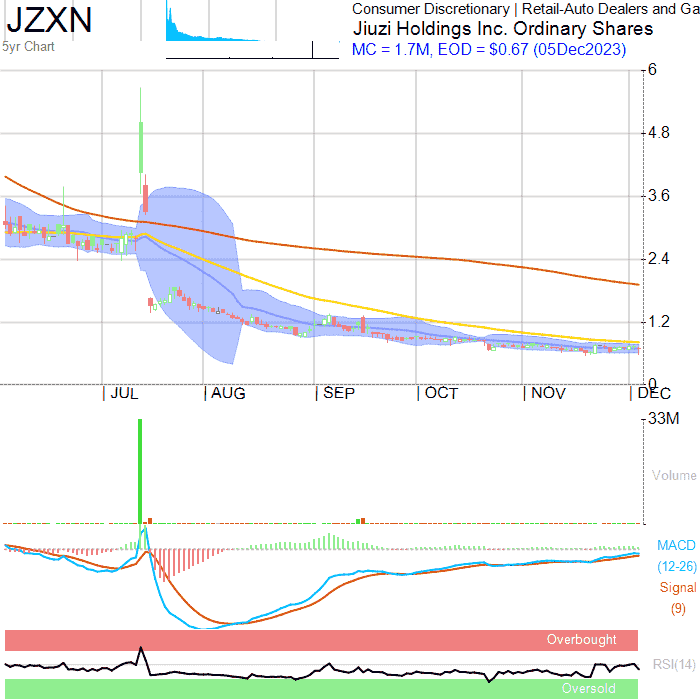 JZXN
5yr Chart
Consumer Discretionary | Retail-Auto Dealers and Ga
Jiuzi Holdings Inc. Ordinary Shares
MC = 1.7M, EOD = $0.67 (05Dec2023)
6
4.8
3.6
2.4
1.2
0
JUL AUG SEP OCT NOV DEC
33M
Volume
MACD
(12-26)
Signal
(9)
Overbought
RSI(14)
Oversold